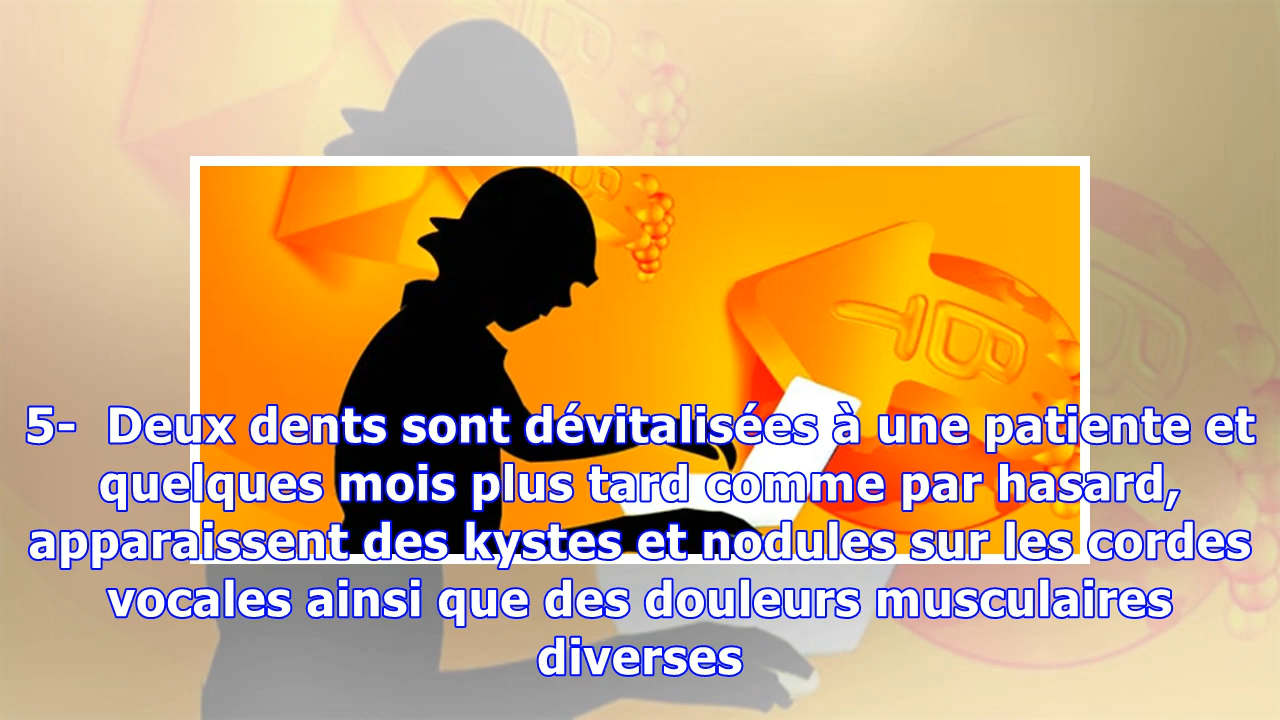 5-  Deux dents sont dévitalisées à une patiente et
quelques mois plus tard comme par hasard,
apparaissent des kystes et nodules sur les cordes
vocales ainsi que des douleurs musculaires
diverses